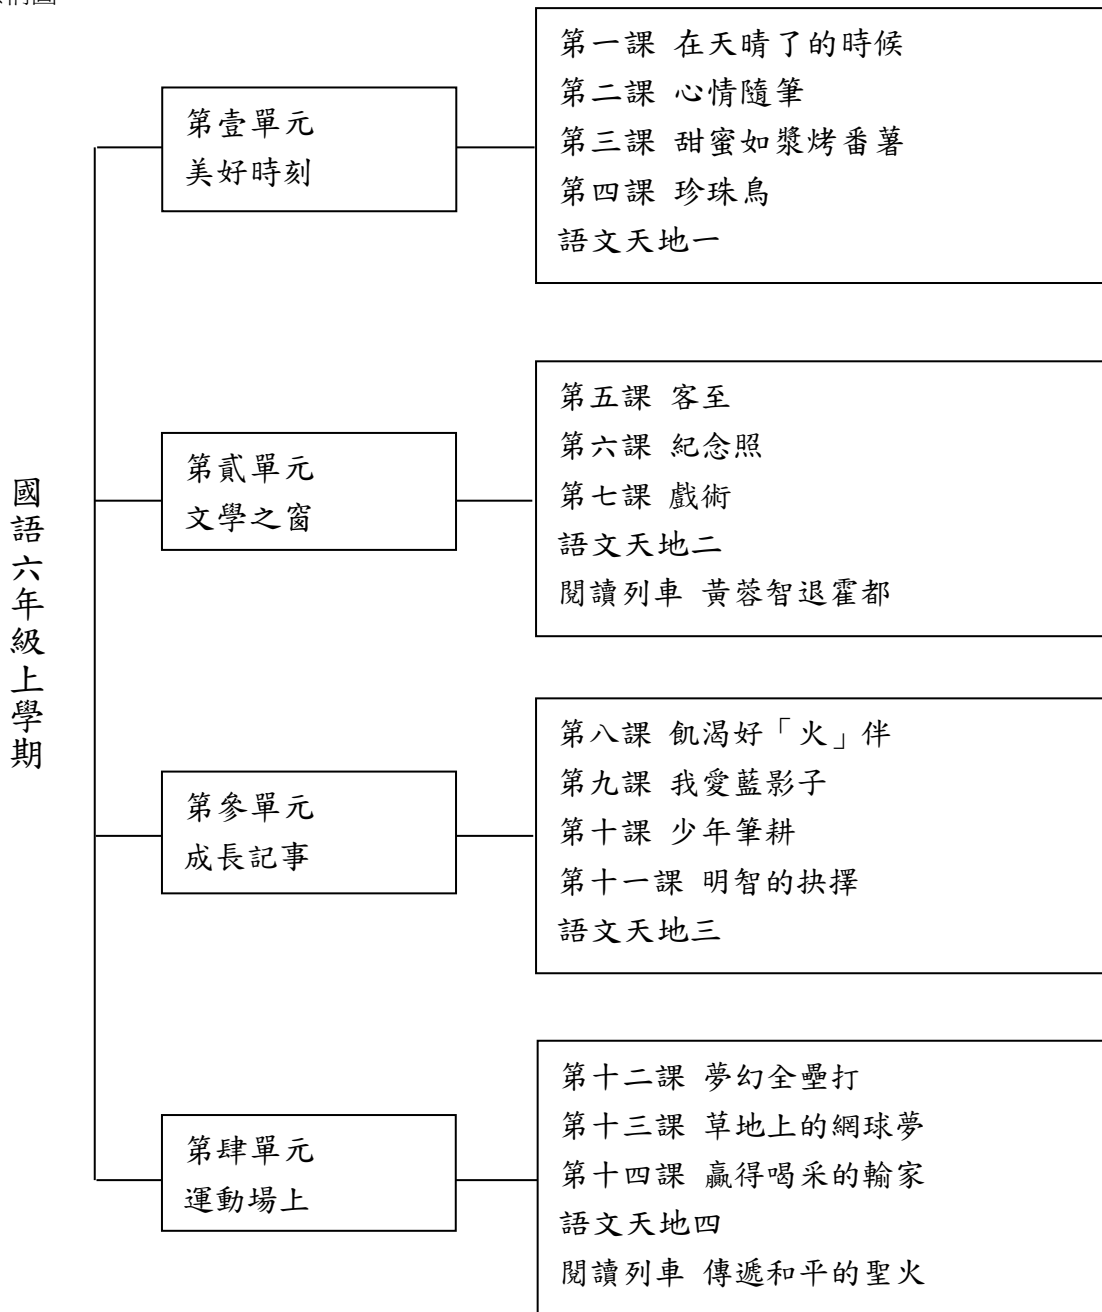 國語六年級上學期
第壹單元
美好時刻
第一課 在天晴了的時候
第二課 心情隨筆
第三課 甜蜜如漿烤番薯
第四課 珍珠鳥
語文天地一
第貳單元
文學之窗
第五課 客至
第六課 紀念照
第七課 戲術
語文天地二
閱讀列車 黃蓉智退霍都
第參單元
成長記事
第八課 飢渴好「火」伴
第九課 我愛藍影子
第十課 少年筆耕
第十一課 明智的抉擇
語文天地三
第肆單元
運動場上
第十二課 夢幻全壘打
第十三課 草地上的網球夢
第十四課 贏得喝采的輸家
語文天地四
閱讀列車 傳遞和平的聖火